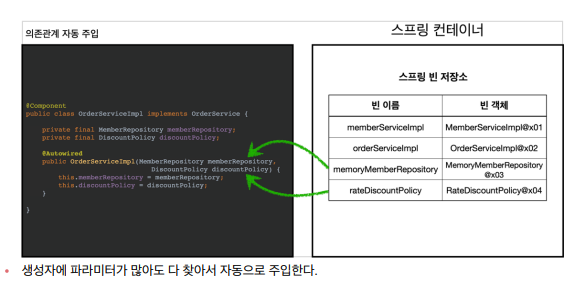 의존관계 자동 주입
스프링 컨테이너
@Component
public class OrderServiceImpl implements OrderService {
private final MemberRepository memberRepository;
private final DiscountPolicy discountPolicy;
@Autowired
public OrderServiceImpl(MemberRepository memberRepository,
DiscountPolicy discountPolicy) {
this.memberRepository = memberRepository;
this.discountPolicy = discountPolicy;
}
}
스프링 빈 저장소
빈 이름 빈 객체
memberServiceImpl MemberServiceImpl@x01
orderServiceImpl OrderServiceImpl@x02
memoryMemberRepository MemoryMemberRepository
@x03
rateDiscountPolicy RateDiscountPolicy@x04
생성자에 파라미터가 많아도 다 찾아서 자동으로 주입한다.